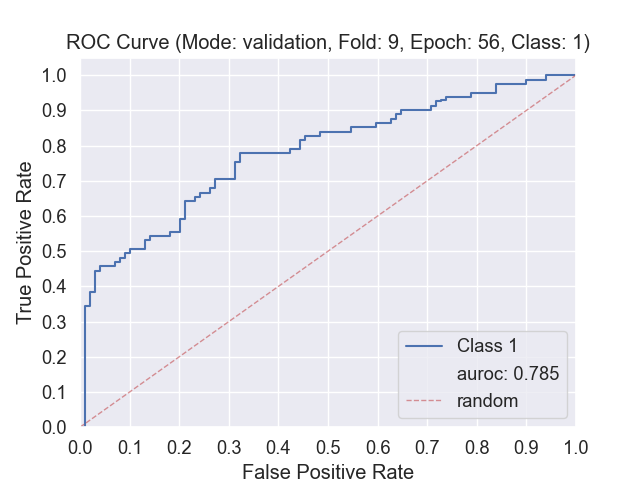 ROC Curve (Mode: validation, Fold: 9, Epoch: 56, Class: 1)
True Positive Rate
1.0
0.9
0.8
0.7
0.6
0.5
0.4
0.3
0.2
0.1
0.0
Class 1
auroc: 0.785
random
0.0 0.1 0.2 0.3 0.4 0.5 0.6 0.7 0.8 0.9 1.0
False Positive Rate